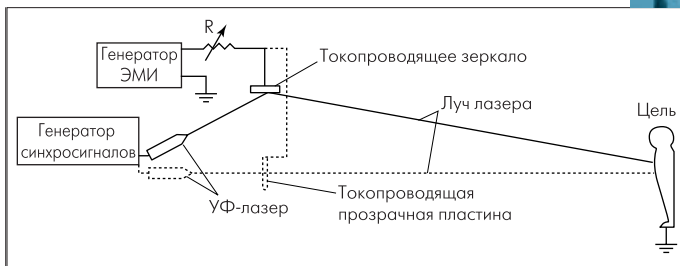 R
Генератор
ЭМИ
Токопроводящее зеркало
Луч лазера
Цель
Генератор
синхросигналов
УФ-лазер
Токопроводящая
прозрачная пластина